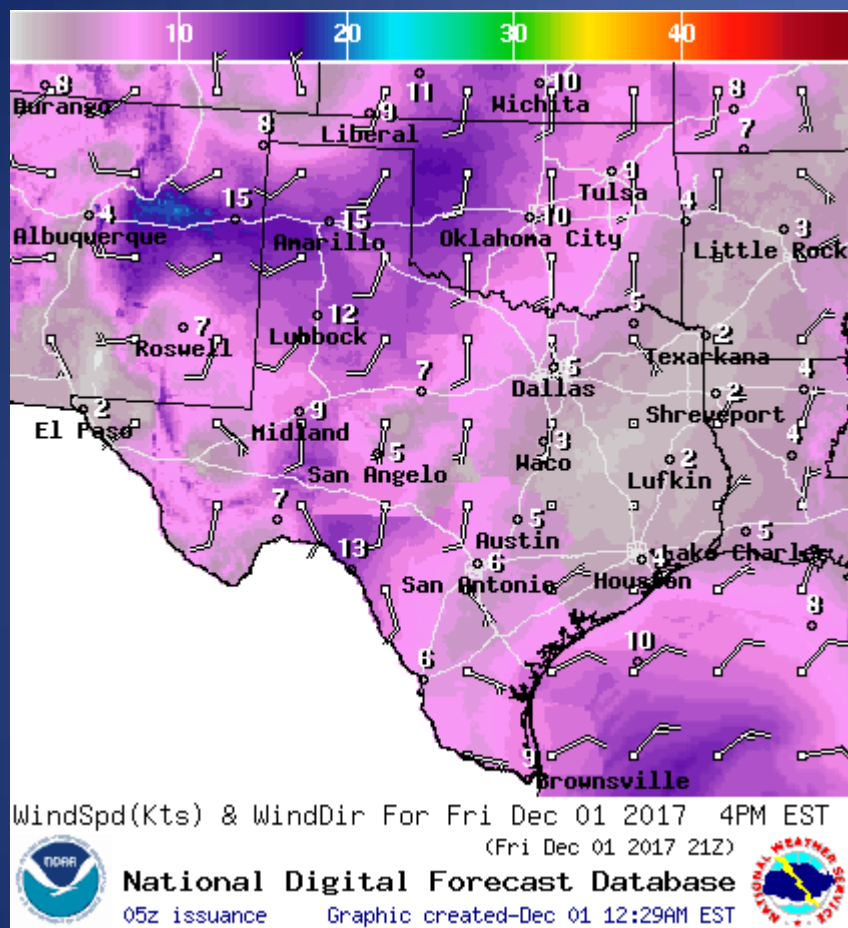 10 20 30 40
8 11 10 8
Durango Liberal 9 Wichita
8 9 7
Tulsa
4 15 15 10 4 3
Albuquerque Amarillo Oklahoma City Little Rock
7 12 5 2
Roswell Lubbock Texarkana
7 5
Dallas
2 9 2 4
El Paso Midland Shreveport
5 3 2 4
San Angelo Waco Lufkin
7 5 5
Austin Lake Charles
13 6
San Antonio Houston
8
10
6
9
Brownsville
WindSpd(Kts) & WindDir For Fri Dec 01 2017 4PM EST
(Fri Dec 01 2017 21Z)
NOAA
National Digital Forecast Database
NATIONAL WEATHER SERVICE
05z issuance Graphic created-Dec 01 12:29AM EST